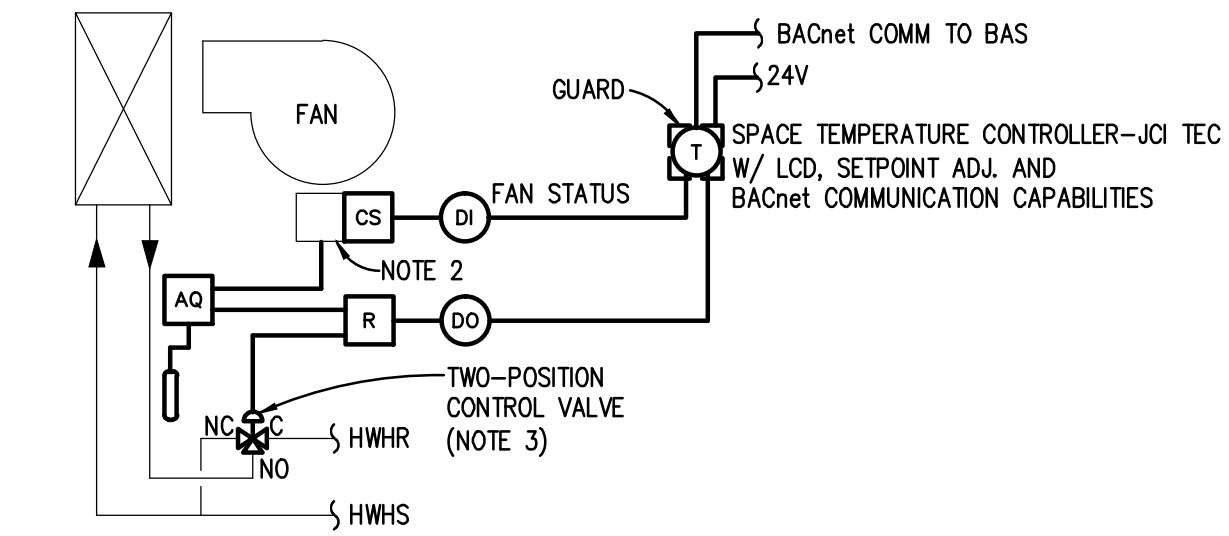 BACnet COMM TO BAS
24V
GUARD
FAN
T
SPACE TEMPERATURE CONTROLLER-JCI TEC
W/ LCD, SETPOINT ADJ. AND
BACnet COMMUNICATION CAPABILITIES
FAN STATUS
CS
DI
NOTE 2
AQ
R
DO
TWO-POSITION
CONTROL VALVE
(NOTE 3)
NC
C
HWHR
NO
HWHS